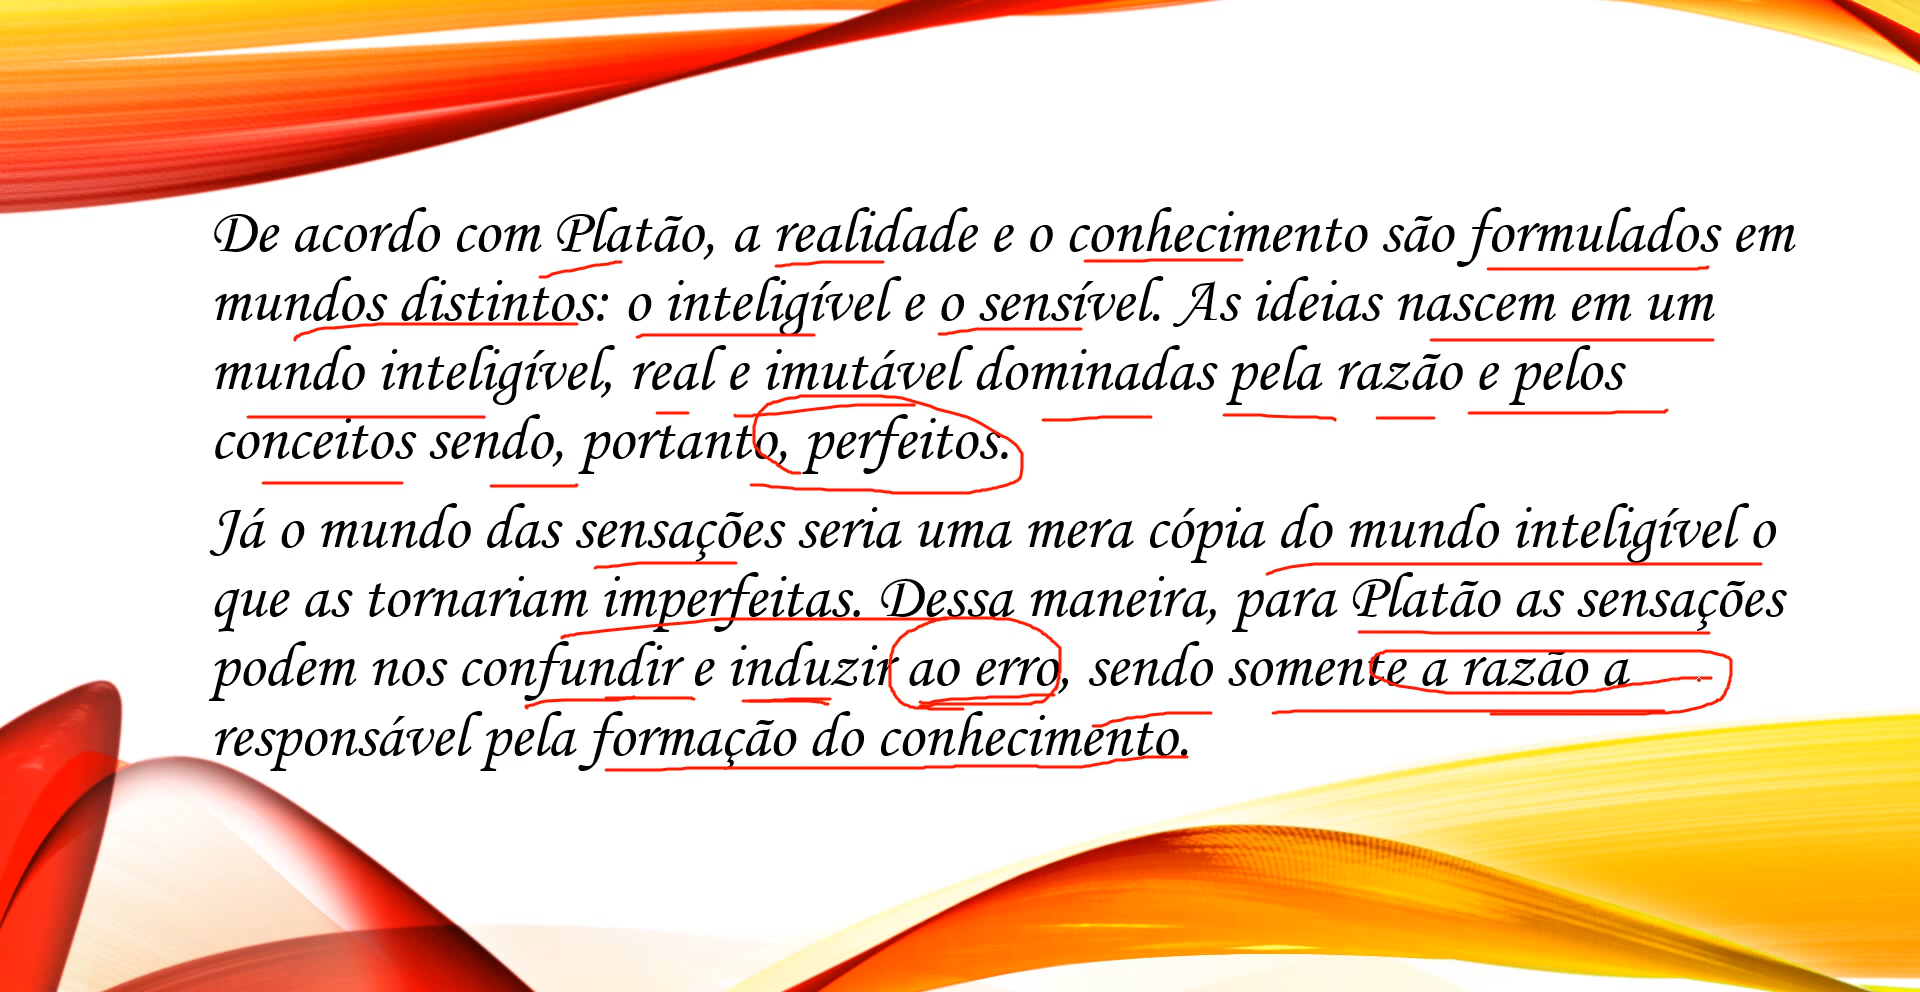 De acordo com Platão, a realidade e o conhecimento são formulados em
mundos distintos: o inteligível e o sensível. As ideias nascem em um
mundo inteligível, real e imutável dominadas pela razão e pelos
conceitos sendo, portanto, perfeitos.
Já o mundo das sensações seria uma mera cópia do mundo inteligível o
que as tornariam imperfeitas. Dessa maneira, para Platão as sensações
podem nos confundir e induzir ao erro, sendo somente a razão a
responsável pela formação do conhecimento.